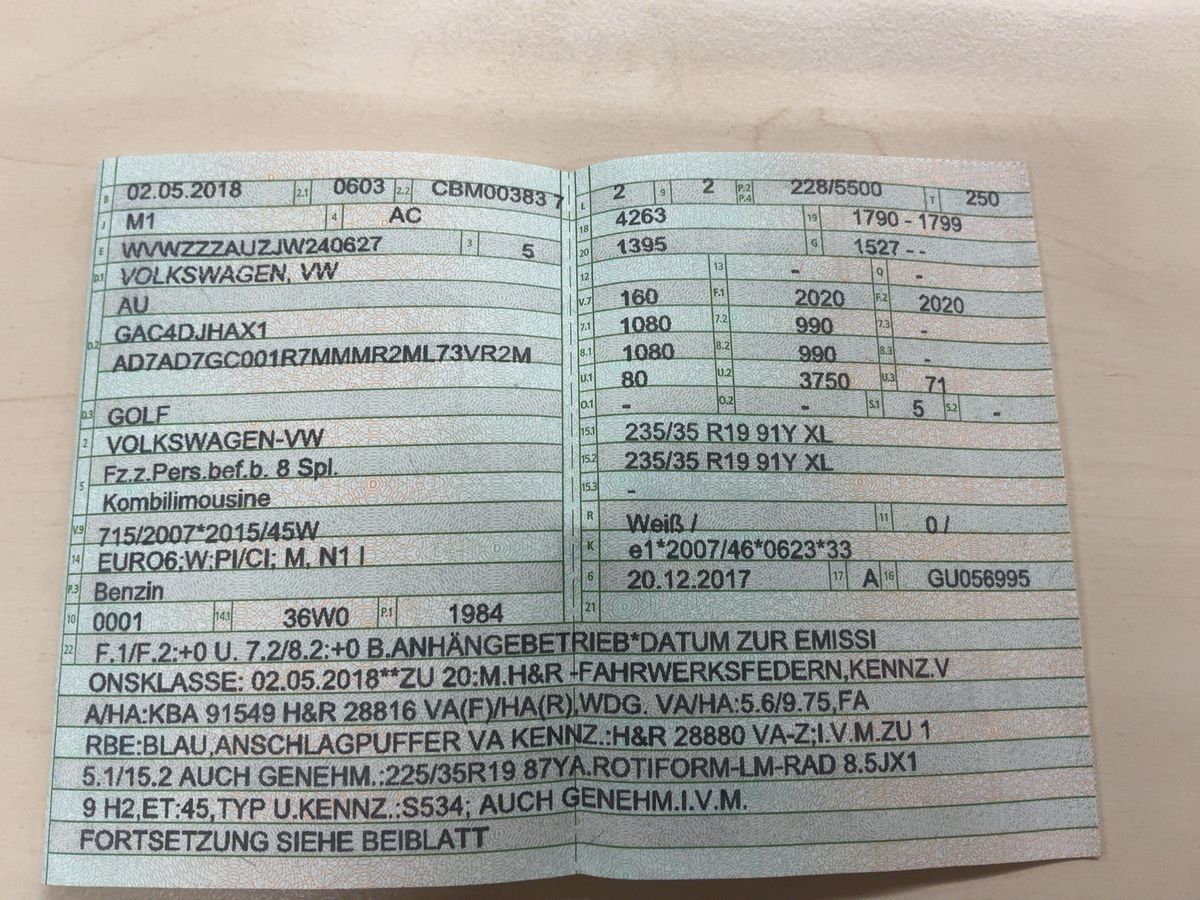 B 02.05.2018 2.1 0603 2.2 CBM00383 7
J M1 4 AC
E WVWZZZAUZJW240627 3 5
D.1 VOLKSWAGEN, VW
AU
D.2 GAC4DJHAX1
AD7AD7GC001R7MMMR2ML73VR2M
D.3 GOLF
2 VOLKSWAGEN-VW
5 Fz.z.Pers.bef.b. 8 Spl.
Kombilimousine
V.9 715/2007*2015/45W
14 EURO6;W;PI/CI; M, N1 I
P.3 Benzin
10 0001 14.1 36W0 P.1 1984
L 2 9 2 P.2 P.4 228/5500 T 250
18 4263 19 1790 - 1799
20 1395 G 1527 - -
12 13 - Q -
V.7 160 F.1 2020 F.2 2020
7.1 1080 7.2 990 7.3 -
8.1 1080 8.2 990 8.3 -
U.1 80 U.2 3750 U.3 71
O.1 - O.2 - S.1 5 S.2 -
15.1 235/35 R19 91Y XL
15.2 235/35 R19 91Y XL
15.3 -
R Weiß / 11 0 /
K e1*2007/46*0623*33
6 20.12.2017 17 A 16 GU056995
21
22 F.1/F.2:+0 U. 7.2/8.2:+0 B.ANHÄNGEBETRIEB*DATUM ZUR EMISSI
ONSKLASSE: 02.05.2018**ZU 20:M.H&R -FAHRWERKSFEDERN,KENNZ.V
A/HA:KBA 91549 H&R 28816 VA(F)/HA(R),WDG. VA/HA:5.6/9.75,FA
RBE:BLAU,ANSCHLAGPUFFER VA KENNZ.:H&R 28880 VA-Z;I.V.M.ZU 1
5.1/15.2 AUCH GENEHM.:225/35R19 87YA.ROTIFORM-LM-RAD 8.5JX1
9 H2,ET:45,TYP U.KENNZ.:S534; AUCH GENEHM.I.V.M.
FORTSETZUNG SIEHE BEIBLATT